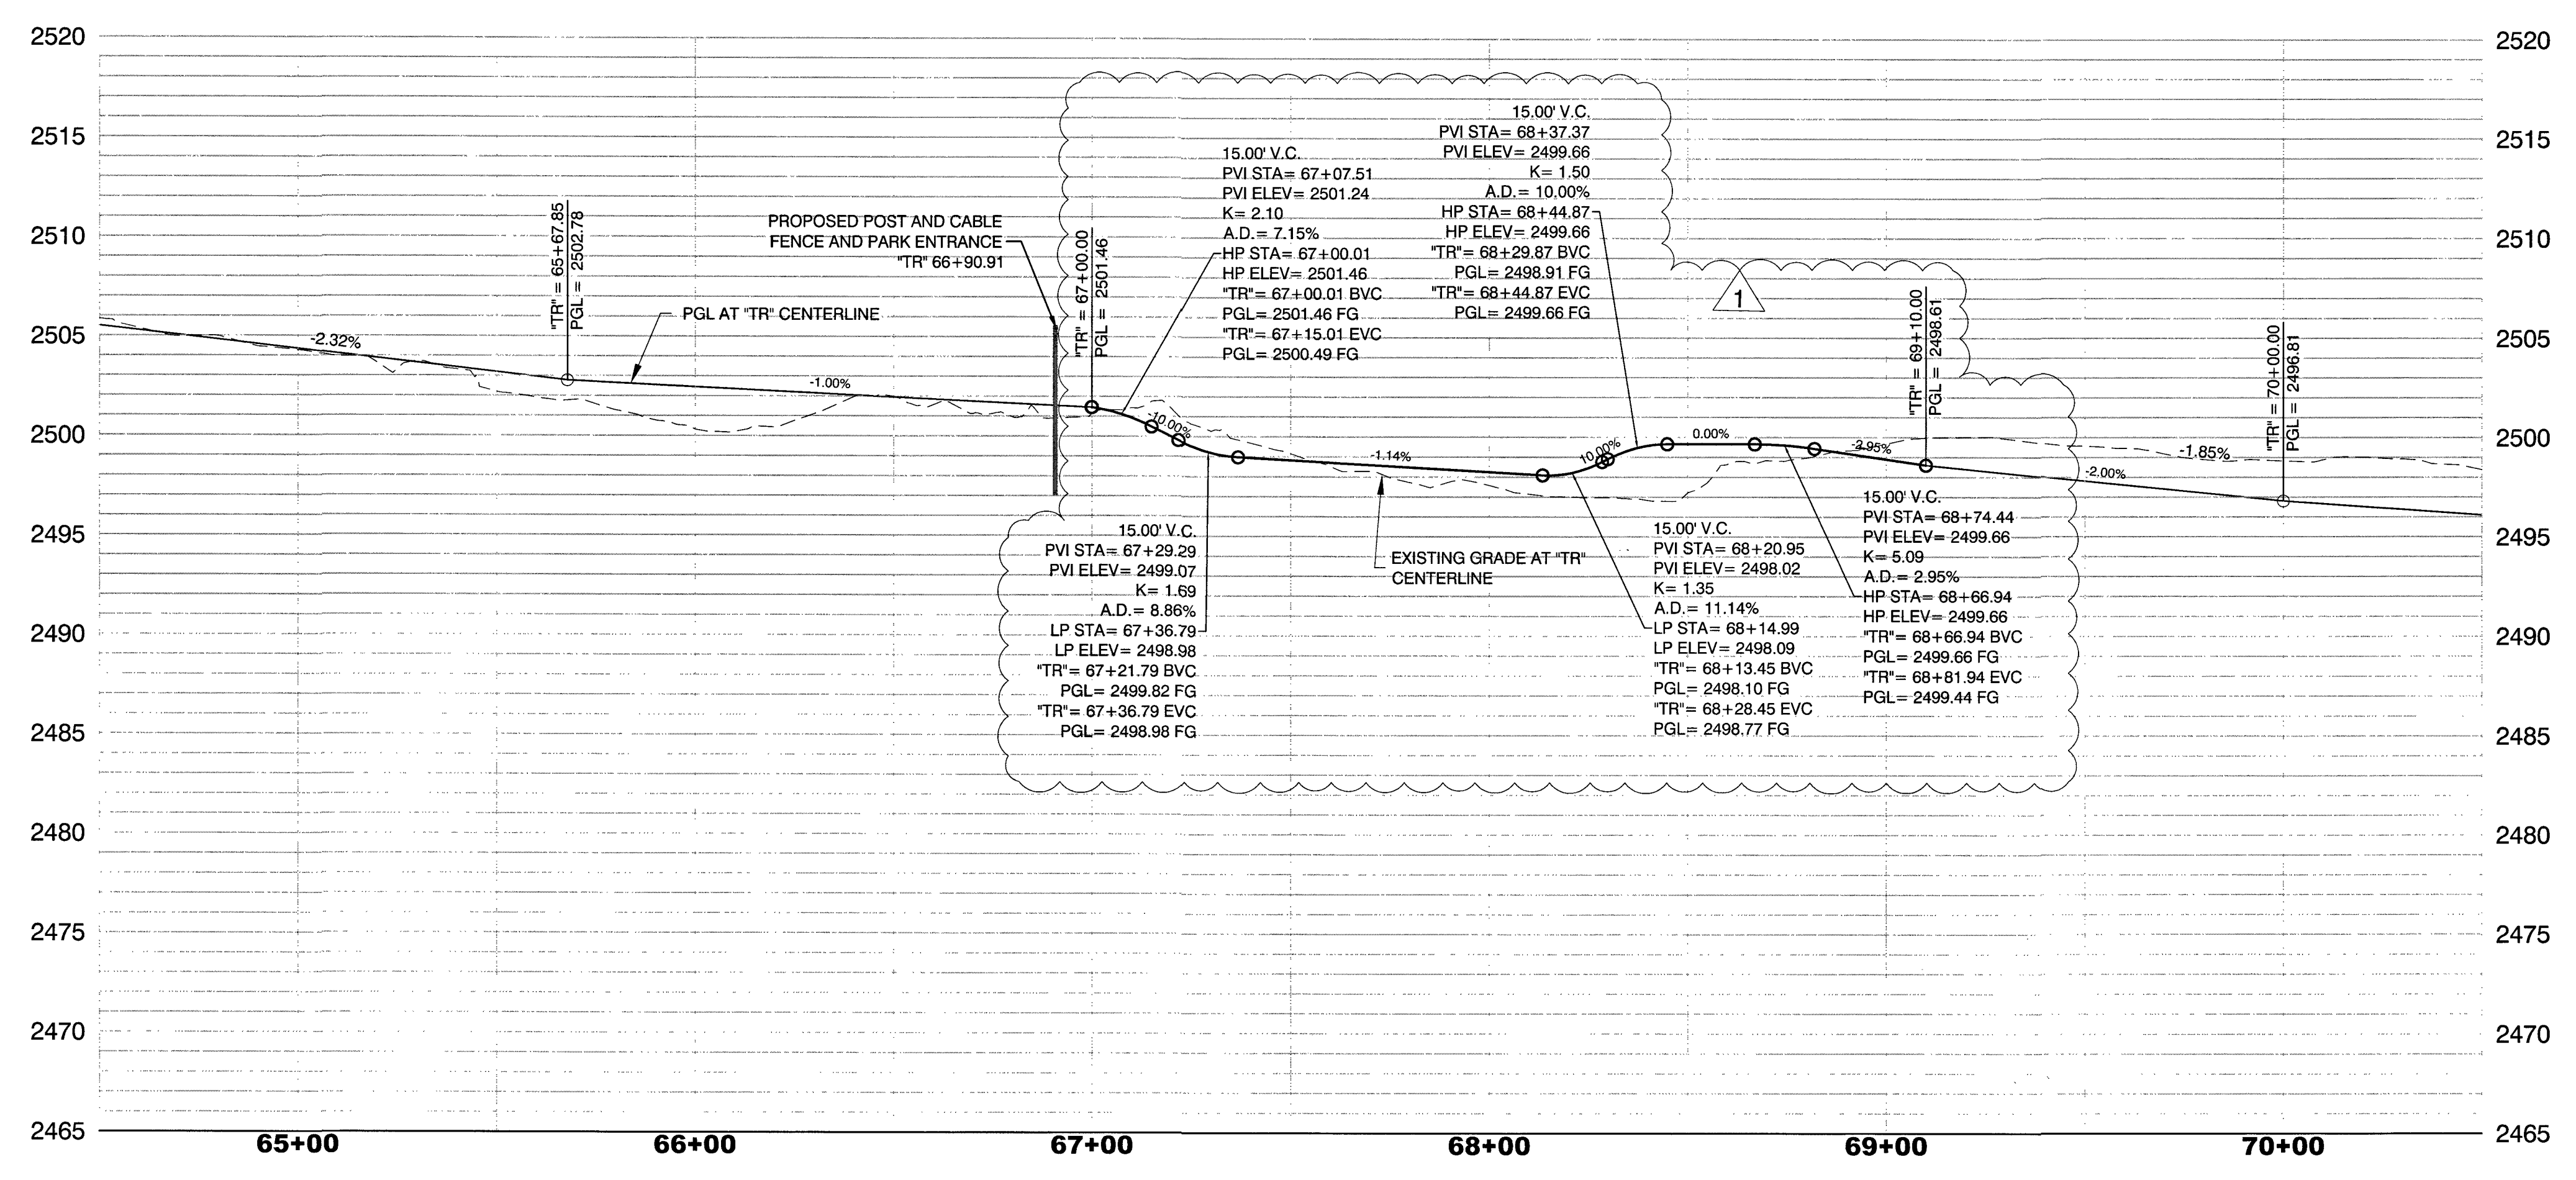 2520
2520
2515
2515
2510
2510
2505
2505
2500
2500
2495
2495
2490
2490
2485
2485
2480
2480
2475
2475
2470
2470
2465
2465
65+00
66+00
67+00
68+00
69+00
70+00
-2.32%
"TR" = 65+67.85
PGL = 2502.78
PGL AT "TR" CENTERLINE
-1.00%
PROPOSED POST AND CABLE
FENCE AND PARK ENTRANCE
"TR" 66+90.91
"TR" = 67+00.00
PGL = 2501.46
15.00' V.C.
PVI STA= 67+07.51
PVI ELEV= 2501.24
K= 2.10
A.D.= 7.15%
HP STA= 67+00.01
HP ELEV= 2501.46
"TR"= 67+00.01 BVC
PGL= 2501.46 FG
"TR"= 67+15.01 EVC
PGL= 2500.49 FG
-10.00%
15.00' V.C.
PVI STA= 67+29.29
PVI ELEV= 2499.07
K= 1.69
A.D.= 8.86%
LP STA= 67+36.79
LP ELEV= 2498.98
"TR"= 67+21.79 BVC
PGL= 2499.82 FG
"TR"= 67+36.79 EVC
PGL= 2498.98 FG
-1.14%
EXISTING GRADE AT "TR"
CENTERLINE
15.00' V.C.
PVI STA= 68+37.37
PVI ELEV= 2499.66
K= 1.50
A.D.= 10.00%
HP STA= 68+44.87
HP ELEV= 2499.66
"TR"= 68+29.87 BVC
PGL= 2498.91 FG
"TR"= 68+44.87 EVC
PGL= 2499.66 FG
10.00%
15.00' V.C.
PVI STA= 68+20.95
PVI ELEV= 2498.02
K= 1.35
A.D.= 11.14%
LP STA= 68+14.99
LP ELEV= 2498.09
"TR"= 68+13.45 BVC
PGL= 2498.10 FG
"TR"= 68+28.45 EVC
PGL= 2498.77 FG
0.00%
1
-2.95%
15.00' V.C.
PVI STA= 68+74.44
PVI ELEV= 2499.66
K= 5.09
A.D.= 2.95%
HP STA= 68+66.94
HP ELEV= 2499.66
"TR"= 68+66.94 BVC
PGL= 2499.66 FG
"TR"= 68+81.94 EVC
PGL= 2499.44 FG
"TR" = 69+10.00
PGL = 2498.61
-2.00%
-1.85%
"TR" = 70+00.00
PGL = 2496.81